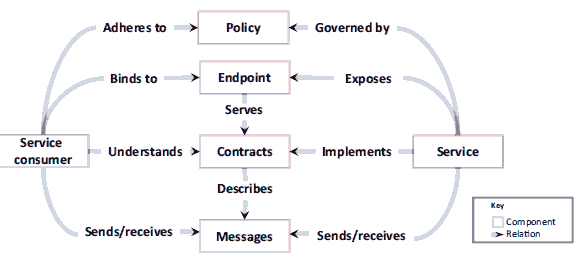 Adheres to
Policy
Governed by
Binds to
Endpoint
Exposes
Serves
Service
consumer
Understands
Contracts
Implements
Service
Describes
Sends/receives
Messages
Sends/receives
Key
Component
Relation